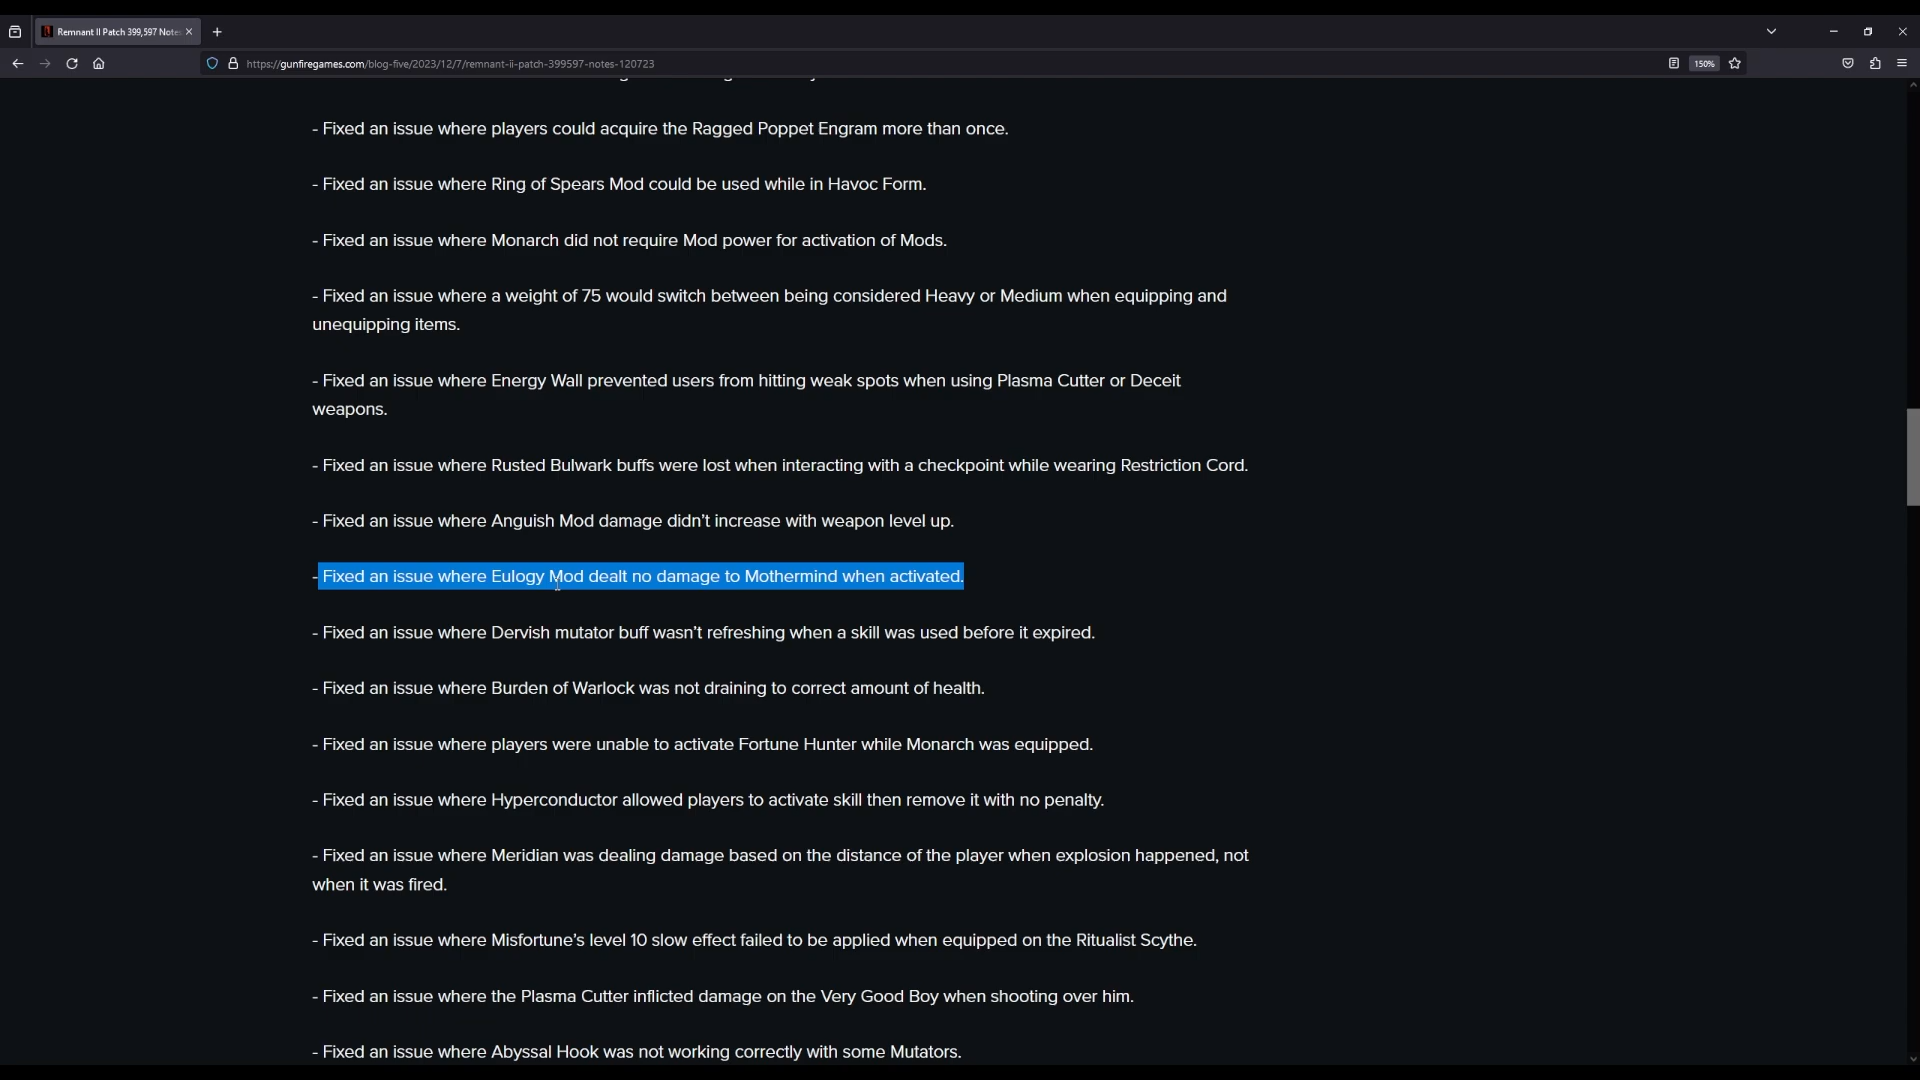 Remnant II Patch 399,597 Note
https://gunfiregames.com/blog-five/2023/12/7/remnant-ii-patch-399597-notes-120723
150%
- Fixed an issue where players could acquire the Ragged Poppet Engram more than once.
- Fixed an issue where Ring of Spears Mod could be used while in Havoc Form.
- Fixed an issue where Monarch did not require Mod power for activation of Mods.
- Fixed an issue where a weight of 75 would switch between being considered Heavy or Medium when equipping and
unequipping items.
- Fixed an issue where Energy Wall prevented users from hitting weak spots when using Plasma Cutter or Deceit
weapons.
- Fixed an issue where Rusted Bulwark buffs were lost when interacting with a checkpoint while wearing Restriction Cord.
- Fixed an issue where Anguish Mod damage didn’t increase with weapon level up.
- Fixed an issue where Eulogy Mod dealt no damage to Mothermind when activated.
- Fixed an issue where Dervish mutator buff wasn’t refreshing when a skill was used before it expired.
- Fixed an issue where Burden of Warlock was not draining to correct amount of health.
- Fixed an issue where players were unable to activate Fortune Hunter while Monarch was equipped.
- Fixed an issue where Hyperconductor allowed players to activate skill then remove it with no penalty.
- Fixed an issue where Meridian was dealing damage based on the distance of the player when explosion happened, not
when it was fired.
- Fixed an issue where Misfortune’s level 10 slow effect failed to be applied when equipped on the Ritualist Scythe.
- Fixed an issue where the Plasma Cutter inflicted damage on the Very Good Boy when shooting over him.
- Fixed an issue where Abyssal Hook was not working correctly with some Mutators.